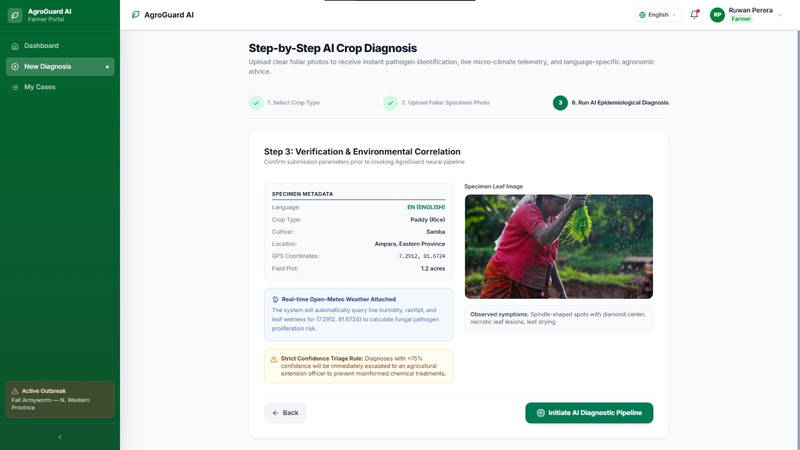 AgroGuard AI
Farmer Portal
Dashboard
New Diagnosis
My Cases
Active Outbreak
Fall Armyworm — N. Western
Province
AgroGuard AI
English
RP
Ruwan Perera
Farmer
Step-by-Step AI Crop Diagnosis
Upload clear foliar photos to receive instant pathogen identification, live micro-climate telemetry, and language-specific agronomic
advice.
1. Select Crop Type
2. Upload Foliar Specimen Photo
3
6. Run AI Epidemiological Diagnosis
Step 3: Verification & Environmental Correlation
Confirm submission parameters prior to invoking AgroGuard neural pipeline
SPECIMEN METADATA
Language: EN (ENGLISH)
Crop Type: Paddy (Rice)
Cultivar: Samba
Location: Ampara, Eastern Province
GPS Coordinates: 7.2912, 81.6724
Field Plot: 1.2 acres
Real-time Open-Meteo Weather Attached
The system will automatically query live humidity, rainfall, and
leaf wetness for (7.2912, 81.6724) to calculate fungal pathogen
proliferation risk.
Strict Confidence Triage Rule: Diagnoses with <75%
confidence will be immediately escalated to an agricultural
extension officer to prevent misinformed chemical treatments.
Specimen Leaf Image
Observed symptoms: Spindle-shaped spots with diamond center,
necrotic leaf lesions, leaf drying
Back
Initiate AI Diagnostic Pipeline